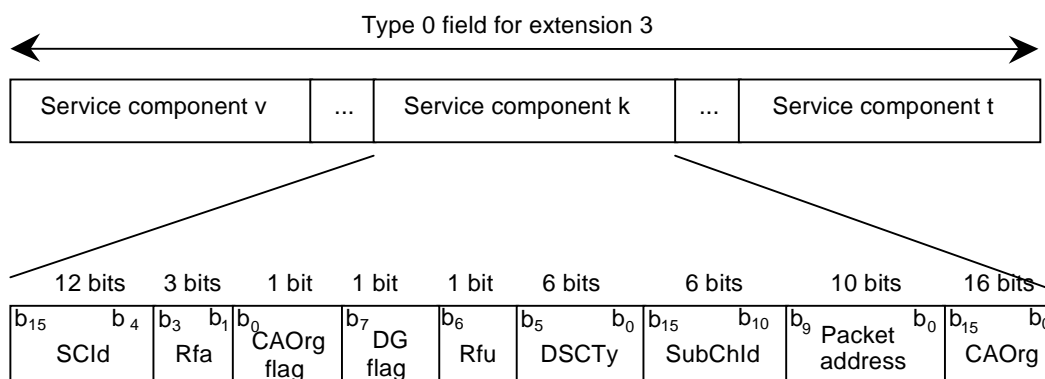 Type 0 field for extension 3
Service component v ... Service component k ... Service component t
12 bits 3 bits 1 bit 1 bit 1 bit 6 bits 6 bits 10 bits 16 bits
b15 b4 b3 b1 b0 b7 b6 b5 b0 b15 b10 b9 b0 b15 b0
SCId Rfa CAOrg flag DG flag Rfu DSCTy SubChId Packet address CAOrg